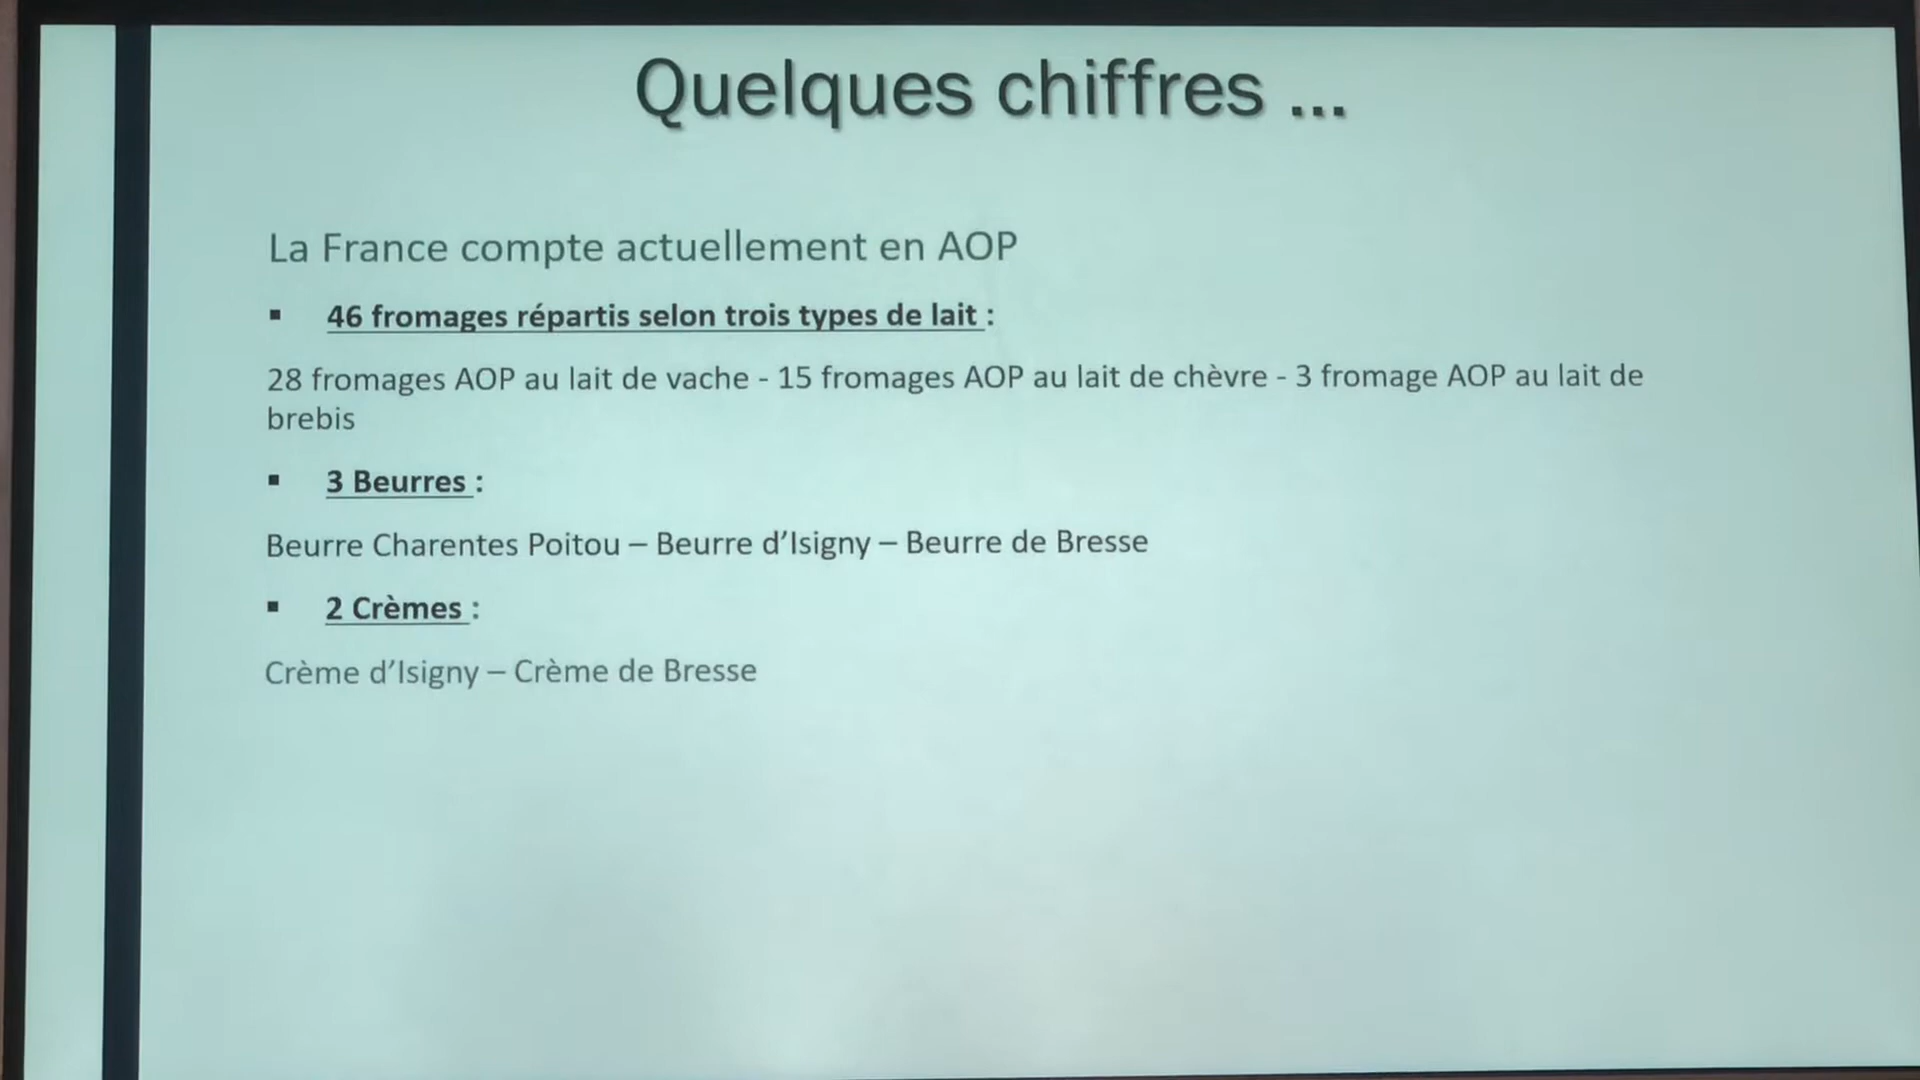 Quelques chiffres ...
La France compte actuellement en AOP
▪ 46 fromages répartis selon trois types de lait :
28 fromages AOP au lait de vache - 15 fromages AOP au lait de chèvre - 3 fromage AOP au lait de
brebis
▪ 3 Beurres :
Beurre Charentes Poitou – Beurre d’Isigny – Beurre de Bresse
▪ 2 Crèmes :
Crème d’Isigny – Crème de Bresse